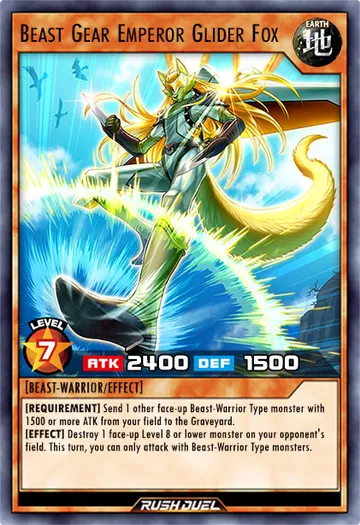 Beast Gear Emperor Glider Fox
EARTH
地
LEVEL
7
ATK 2400 DEF 1500
[BEAST-WARRIOR/EFFECT]
[REQUIREMENT] Send 1 other face-up Beast-Warrior Type monster with
1500 or more ATK from your field to the Graveyard.
[EFFECT] Destroy 1 face-up Level 8 or lower monster on your opponent's
field. This turn, you can only attack with Beast-Warrior Type monsters.
RUSH DUEL